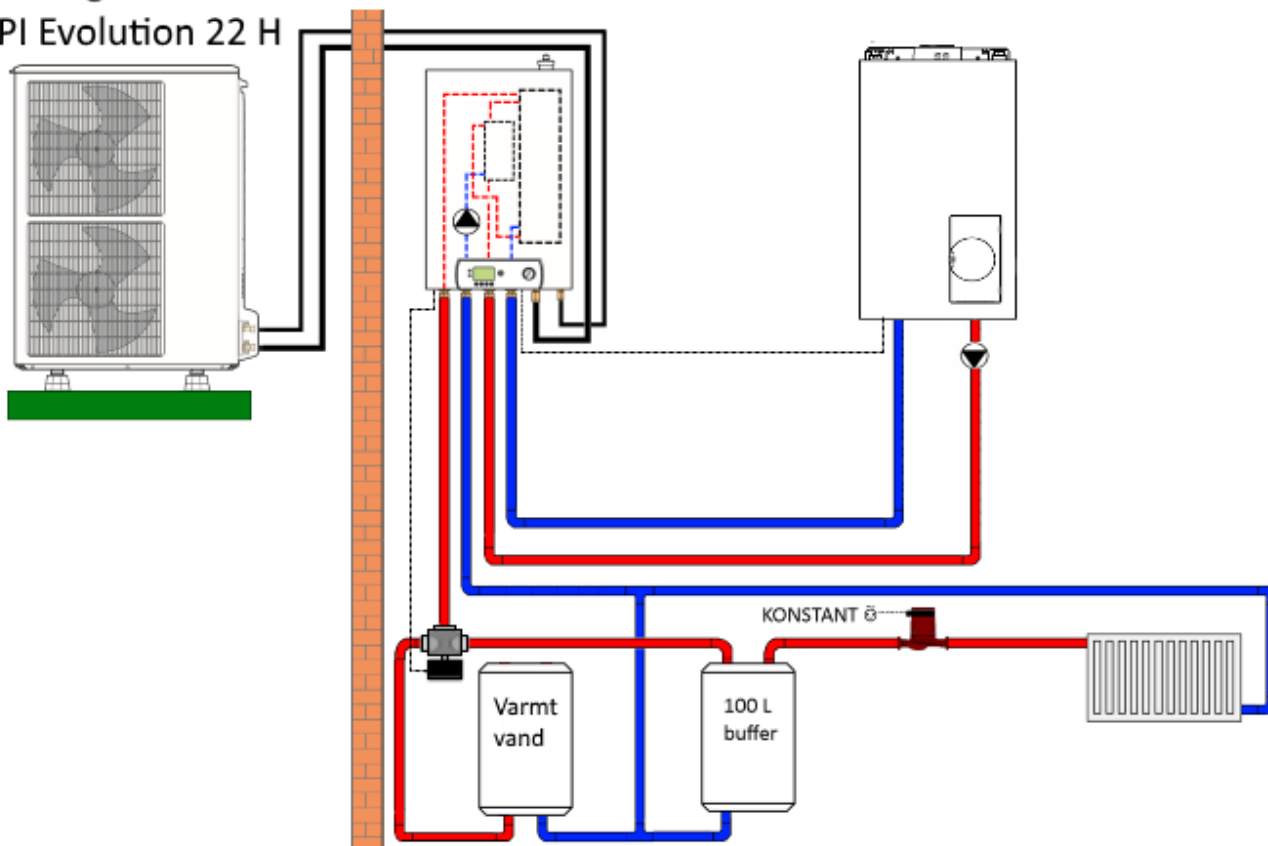 PI Evolution 22 H
KONSTANT
Varmt
vand
100 L
buffer